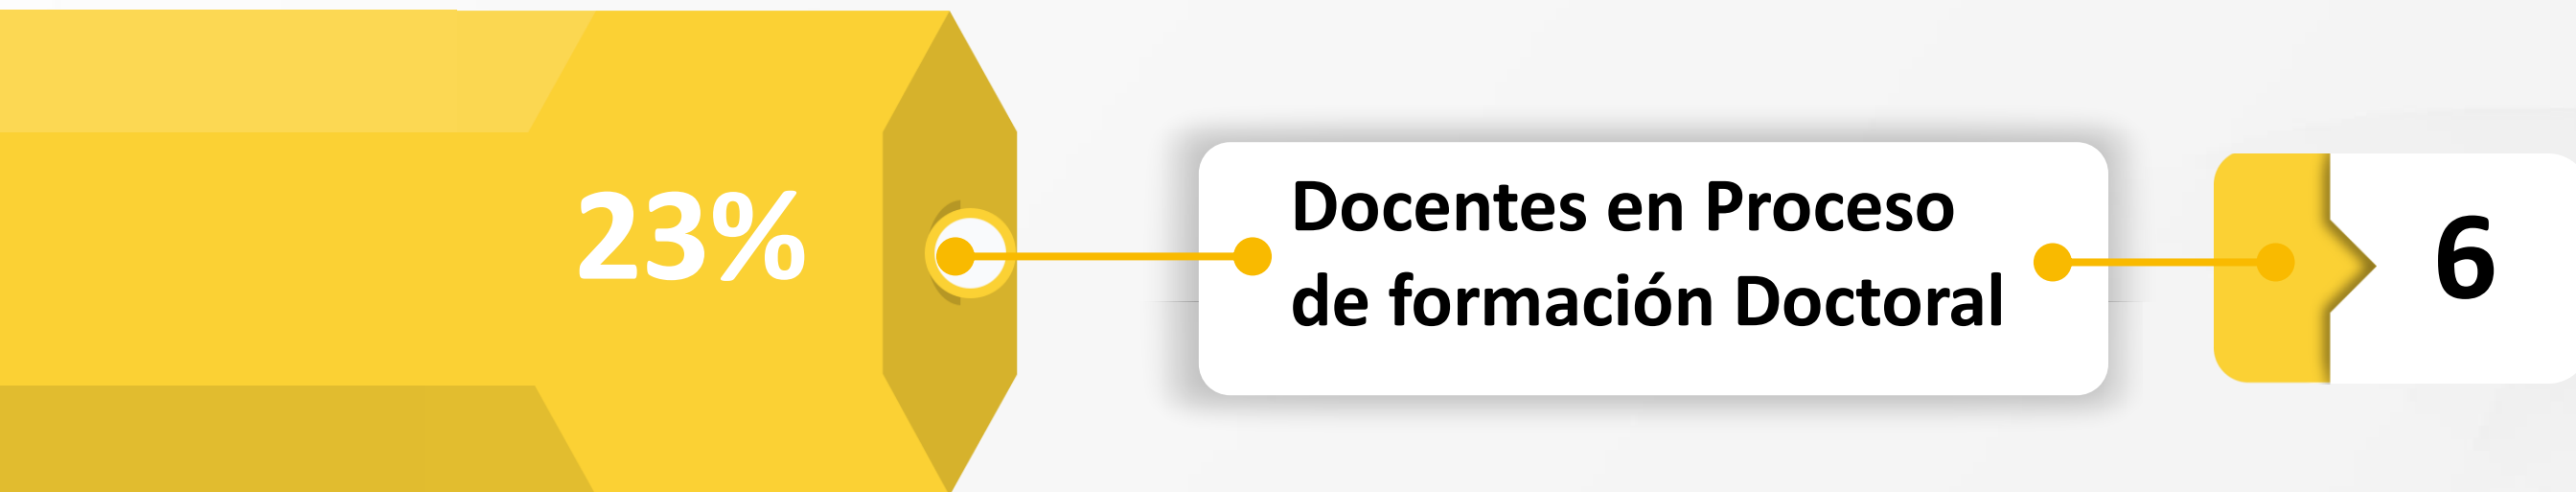 23%
Docentes en Proceso
de formación Doctoral
6